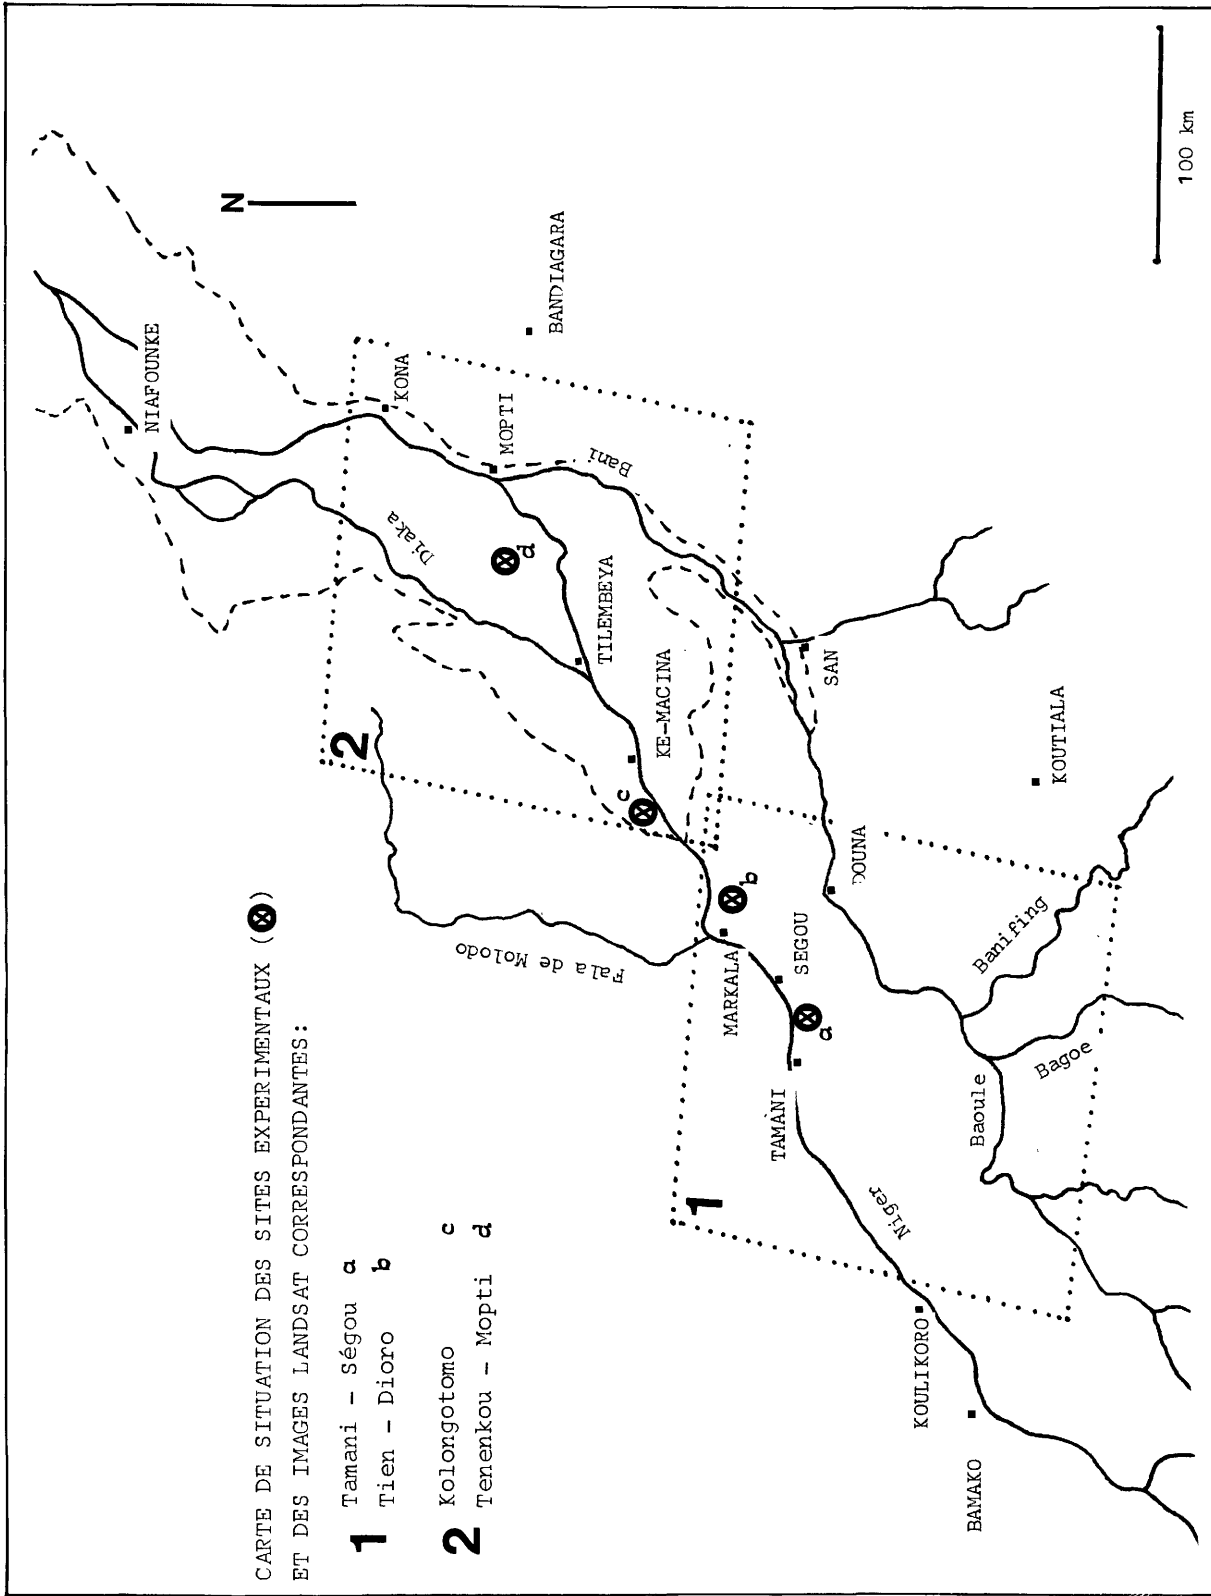 CARTE DE SITUATION DES SITES EXPERIMENTAUX (⊗)
ET DES IMAGES LANDSAT CORRESPONDANTES:
1 Tamani - Ségou a
Tien - Dioro b
2 Kolongotomo c
Tenenkou - Mopti d
N
NIAFOUNKE
KONA
BANDIAGARA
MOPTI
Bani
Diaka
d
TILEMBEYA
2
KE-MACINA
c
SAN
KOUTIALA
Fala de Molodo
b
MARKALA
SEGOU
DOUNA
a
TAMANI
Banifing
Bagoe
Baoule
1
Niger
KOULIKORO
BAMAKO
100 km